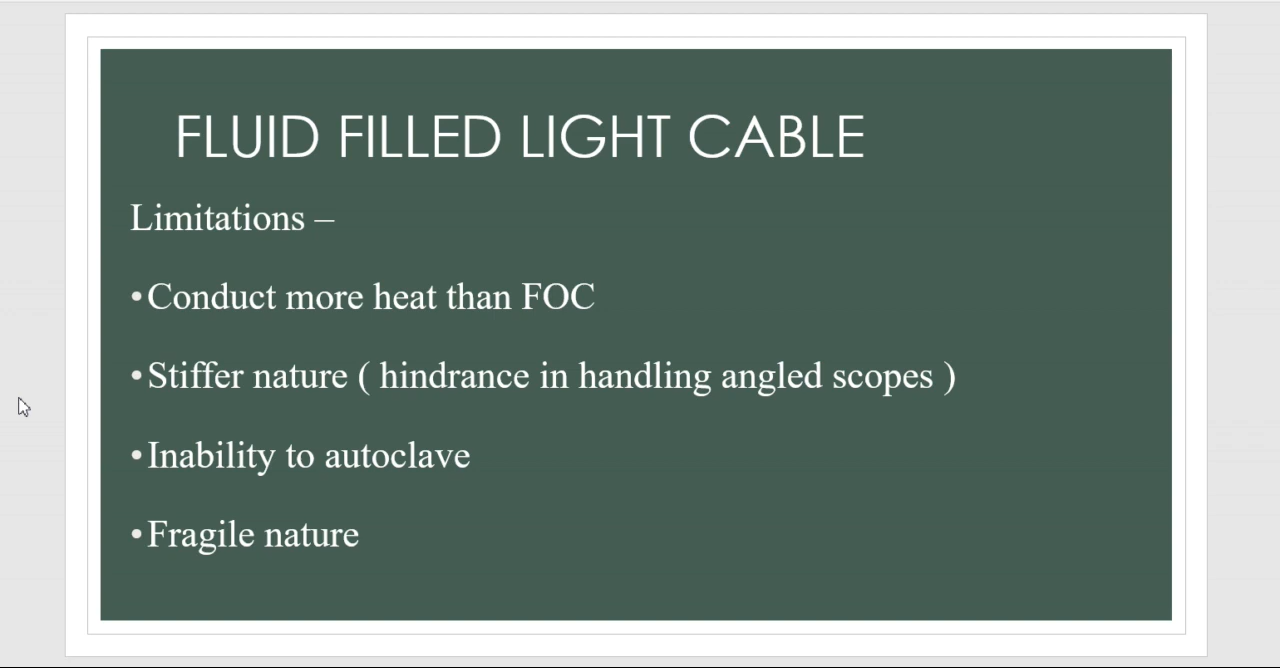 FLUID FILLED LIGHT CABLE
Limitations –
•Conduct more heat than FOC
•Stiffer nature ( hindrance in handling angled scopes )
•Inability to autoclave
•Fragile nature